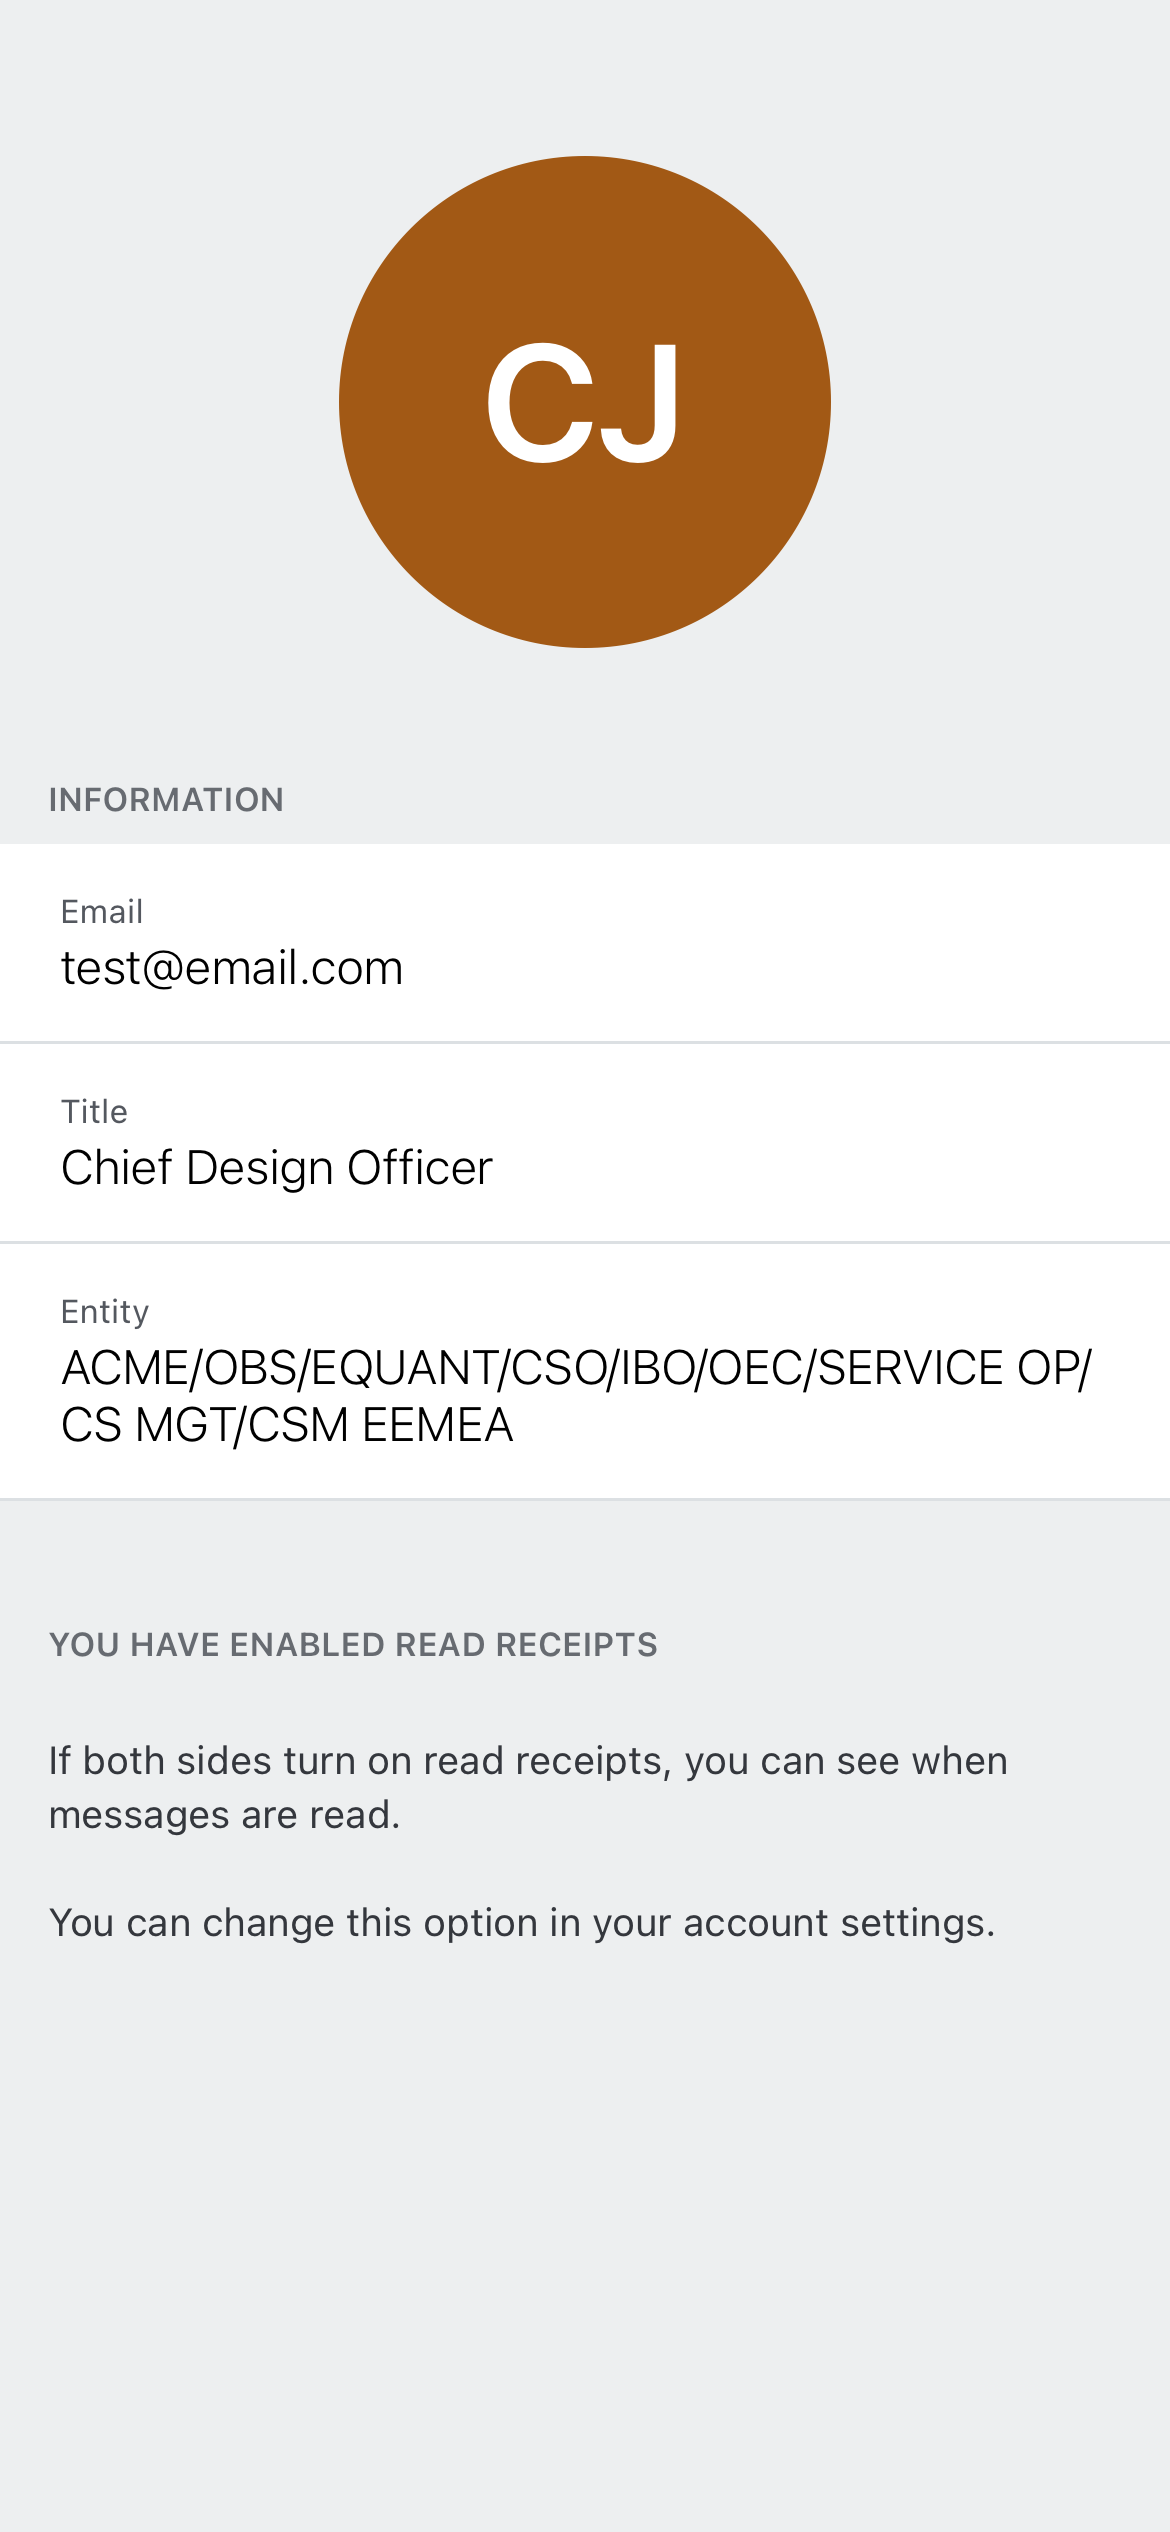 CJ
INFORMATION
Email
test@email.com
Title
Chief Design Officer
Entity
ACME/OBS/EQUANT/CSO/IBO/OEC/SERVICE OP/
CS MGT/CSM EEMEA
YOU HAVE ENABLED READ RECEIPTS
If both sides turn on read receipts, you can see when
messages are read.
You can change this option in your account settings.